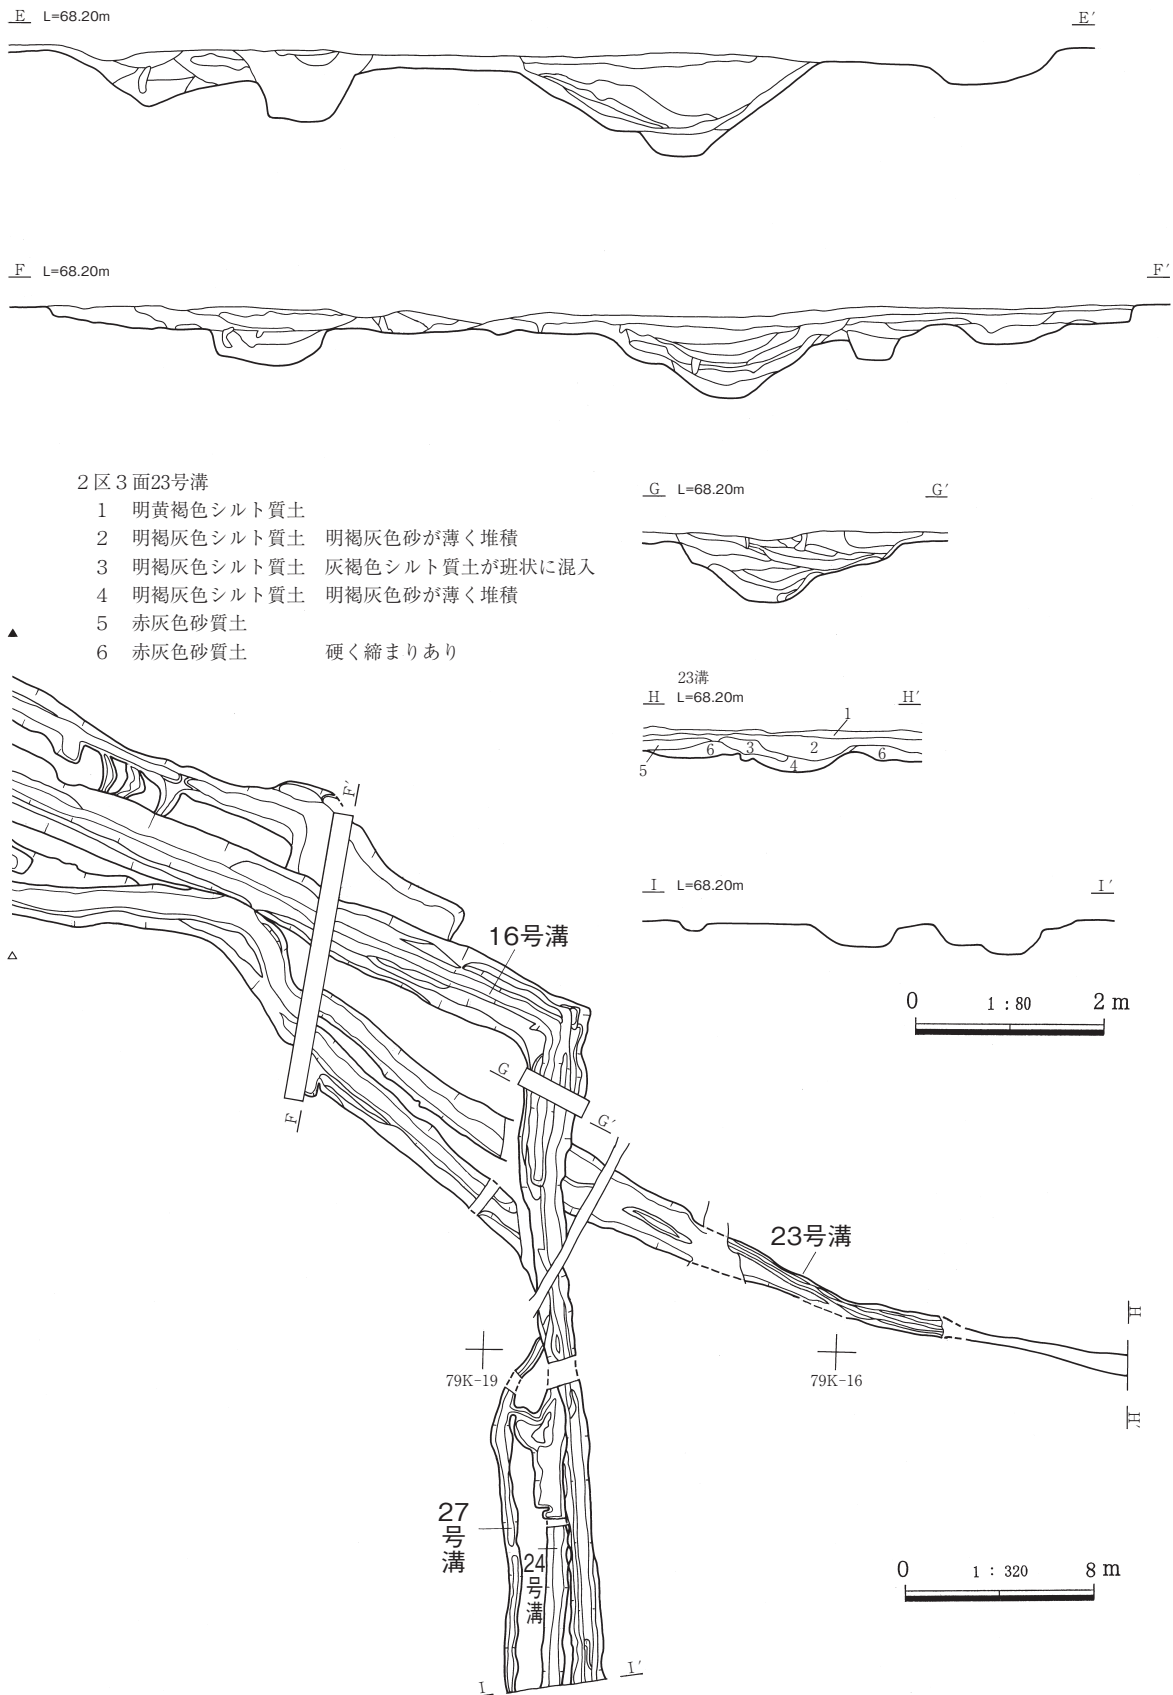 E L=68.20m E′
F L=68.20m F′
2区3面23号溝
1 明黄褐色シルト質土
2 明褐灰色シルト質土 明褐灰色砂が薄く堆積
3 明褐灰色シルト質土 灰褐色シルト質土が班状に混入
4 明褐灰色シルト質土 明褐灰色砂が薄く堆積
5 赤灰色砂質土
6 赤灰色砂質土 硬く締まりあり
G L=68.20m G′
23溝
H L=68.20m H′
1
6 3 2 6
5 4
I L=68.20m I′
0 1:80 2m
F′
16号溝
G
G′
F
23号溝
H
79K-19
79K-16
H′
27号溝
24号溝
0 1:320 8m
I I′